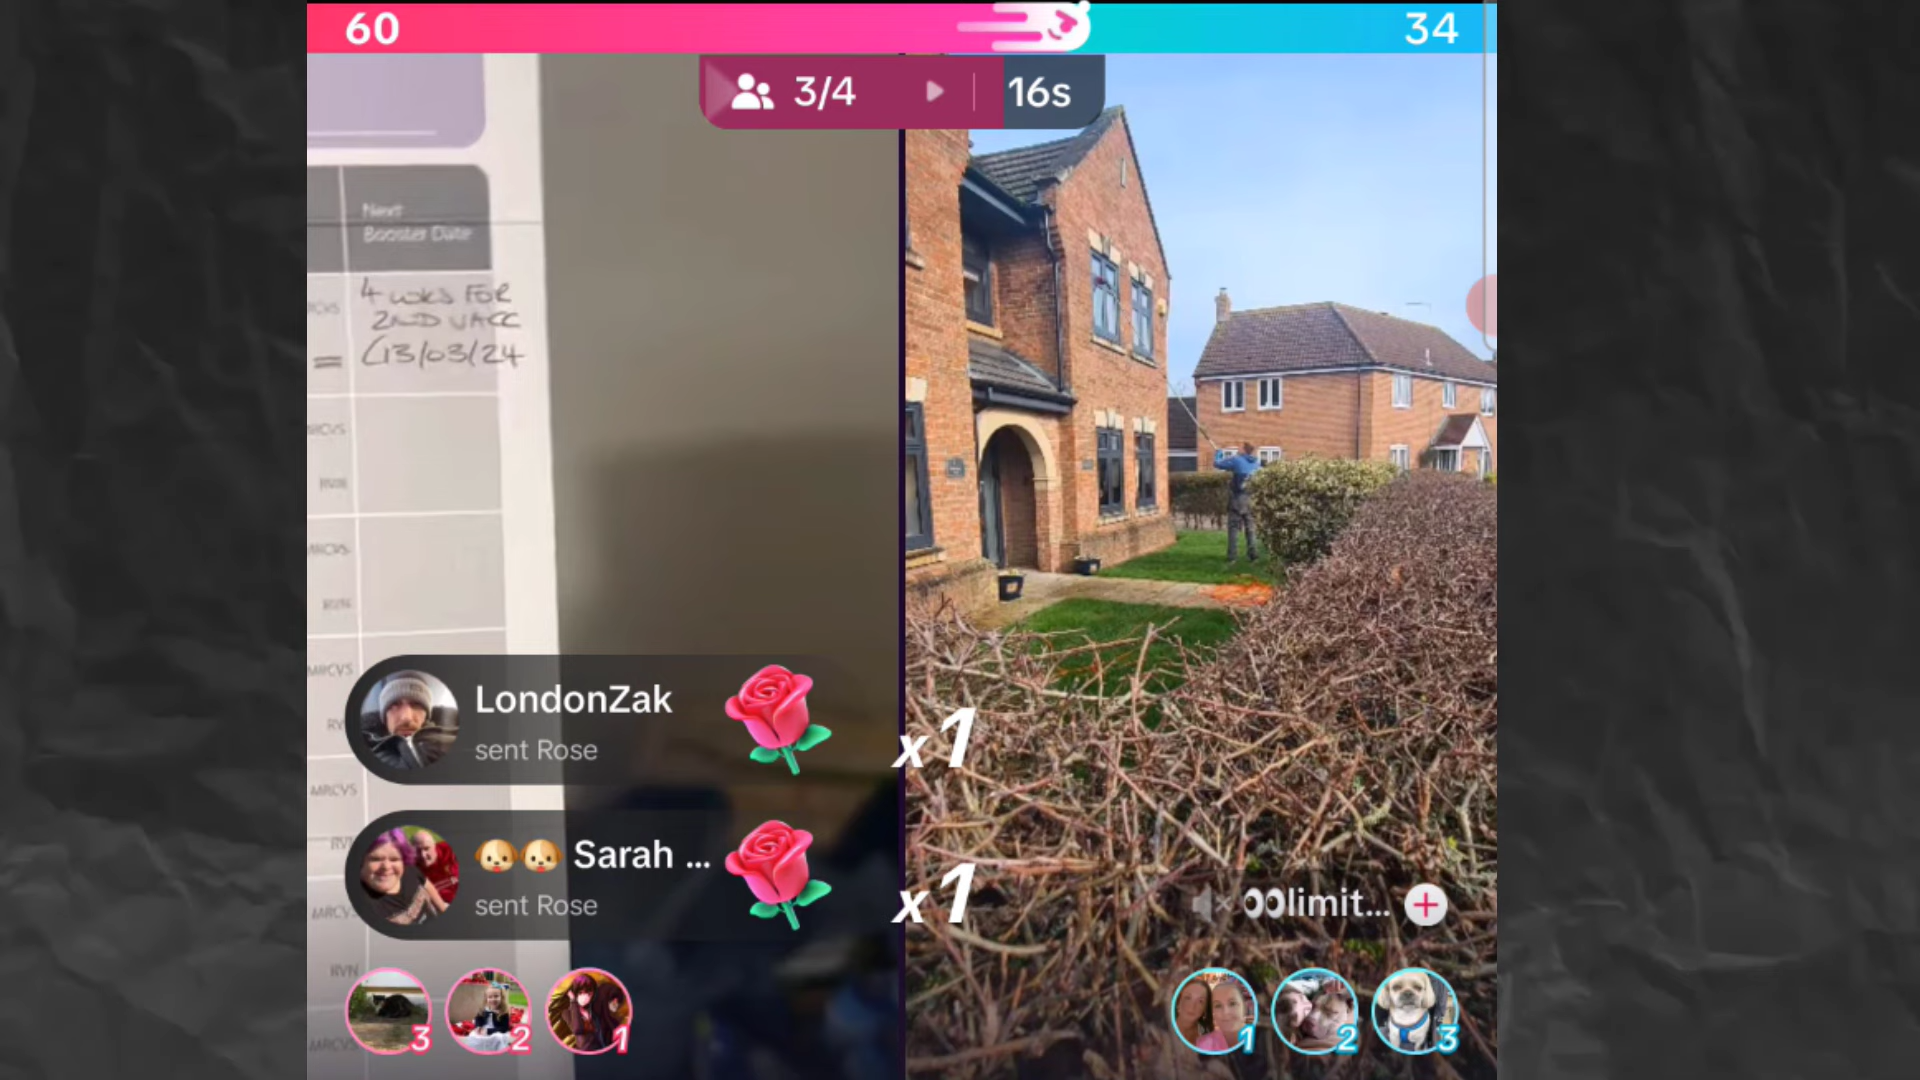 60
34
3/4
16s
Next
Booster Date
4 WKS FOR
2ND VACC
(13/03/24
=
MRCVS
RVN
MRCVS
RVN
MRCVS
MRCVS
MRCVS
RVN
MRCVS
LondonZak
sent Rose
x1
Sarah ...
sent Rose
x1
limit...
3
2
1
1
2
3